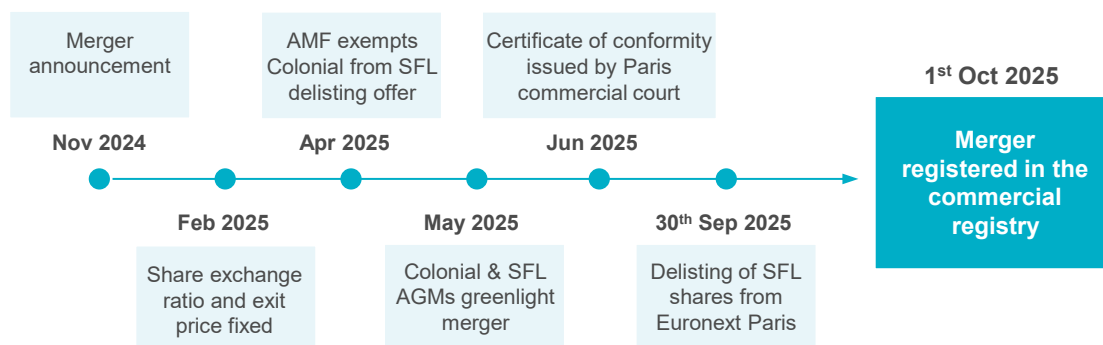 Merger
announcement
Nov 2024
Feb 2025
Share exchange
ratio and exit
price fixed
AMF exempts
Colonial from SFL
delisting offer
Apr 2025
May 2025
Colonial & SFL
AGMs greenlight
merger
Certificate of conformity
issued by Paris
commercial court
Jun 2025
30th Sep 2025
Delisting of SFL
shares from
Euronext Paris
1st Oct 2025
Merger
registered in the
commercial
registry